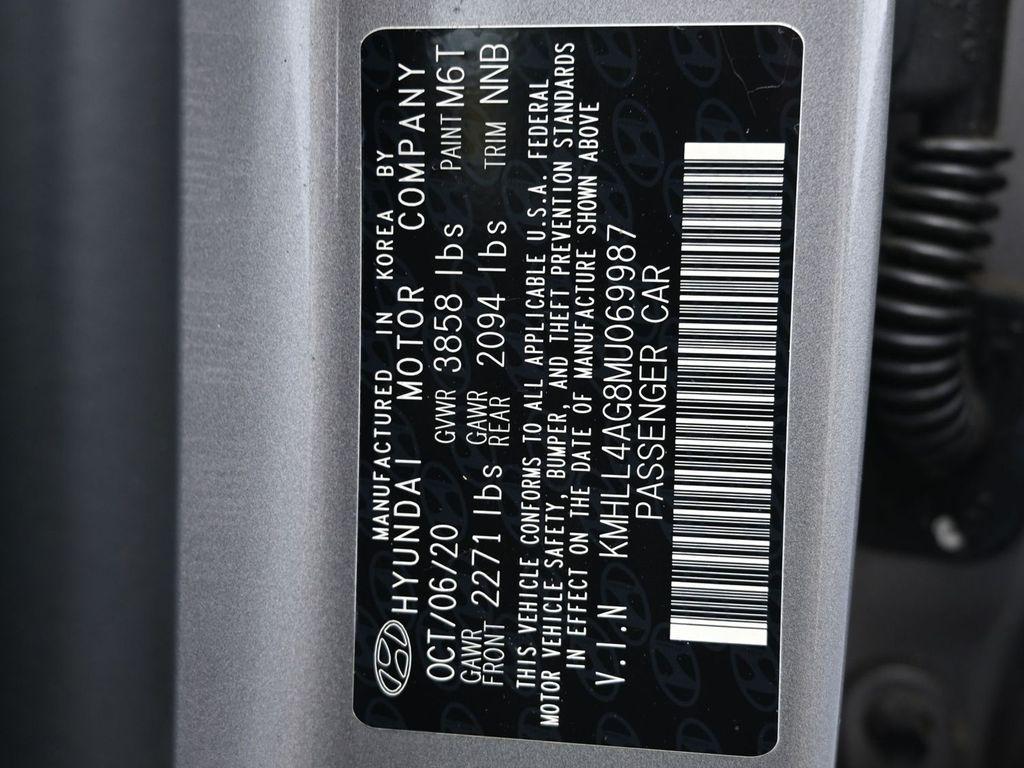 MANUFACTURED IN KOREA BY
HYUNDAI MOTOR COMPANY
OCT/06/20 GVWR 3858 lbs PAINT M6T
GAWR FRONT 2271 lbs GAWR REAR 2094 lbs TRIM NNB
THIS VEHICLE CONFORMS TO ALL APPLICABLE U.S.A. FEDERAL
MOTOR VEHICLE SAFETY, BUMPER, AND THEFT PREVENTION STANDARDS
IN EFFECT ON THE DATE OF MANUFACTURE SHOWN ABOVE
V.I.N KMHLL4AG8MU069987
PASSENGER CAR